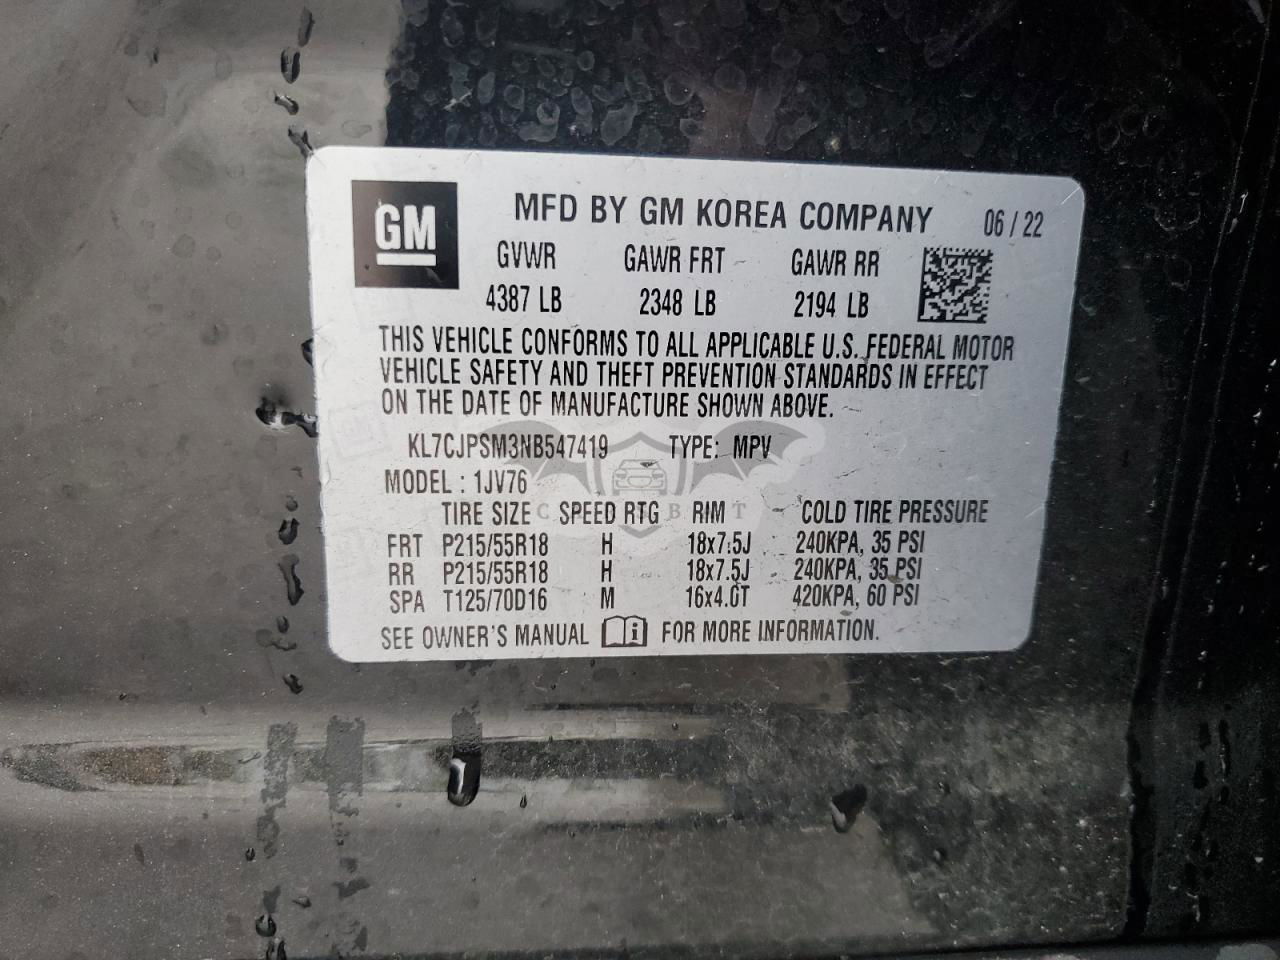 GM
MFD BY GM KOREA COMPANY 06 / 22
GVWR GAWR FRT GAWR RR
4387 LB 2348 LB 2194 LB
THIS VEHICLE CONFORMS TO ALL APPLICABLE U.S. FEDERAL MOTOR
VEHICLE SAFETY AND THEFT PREVENTION STANDARDS IN EFFECT
ON THE DATE OF MANUFACTURE SHOWN ABOVE.
KL7CJPSM3NB547419 TYPE: MPV
MODEL : 1JV76
TIRE SIZE SPEED RTG RIM COLD TIRE PRESSURE
FRT P215/55R18 H 18x7.5J 240KPA, 35 PSI
RR P215/55R18 H 18x7.5J 240KPA, 35 PSI
SPA T125/70D16 M 16x4.0T 420KPA, 60 PSI
SEE OWNER'S MANUAL i FOR MORE INFORMATION.